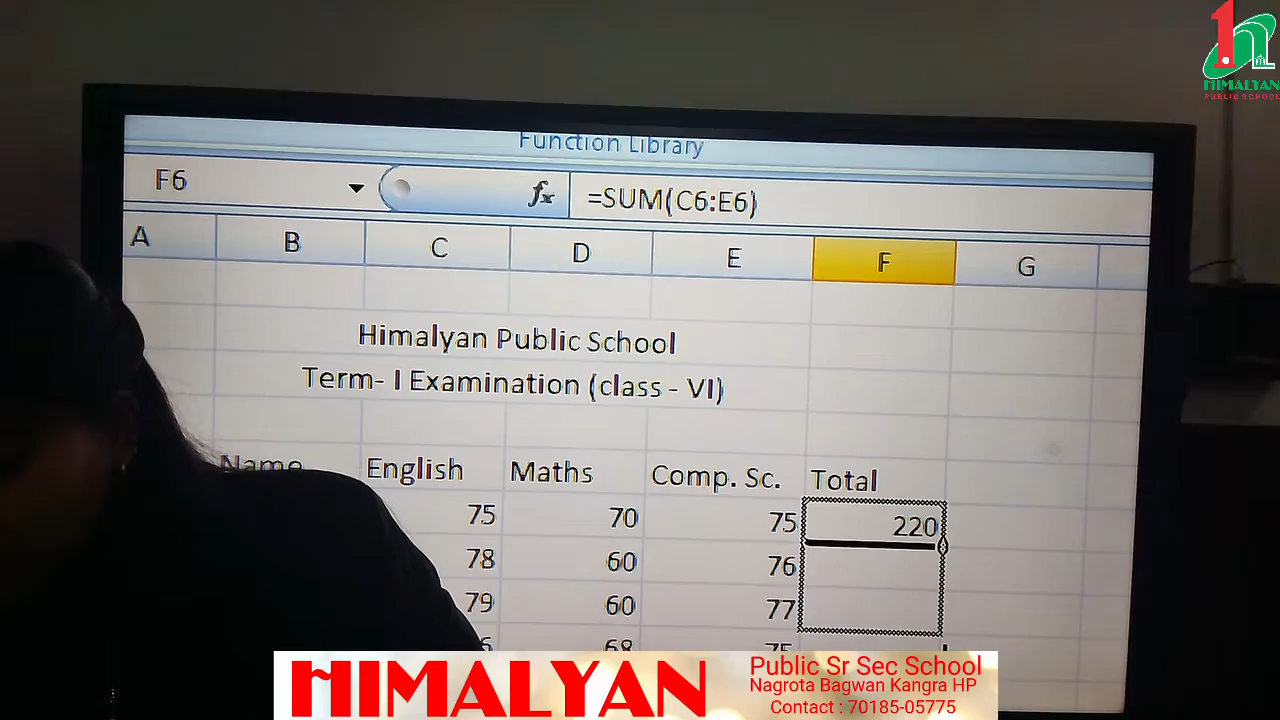 HIMALYAN
PUBLIC SCHOOL
Function Library
F6 fx =SUM(C6:E6)
A B C D E F G
Himalyan Public School
Term- I Examination (class - VI)
Name English Maths Comp. Sc. Total
75 70 75 220
78 60 76
79 60 77
68
HIMALYAN
Public Sr Sec School
Nagrota Bagwan Kangra HP
Contact : 70185-05775